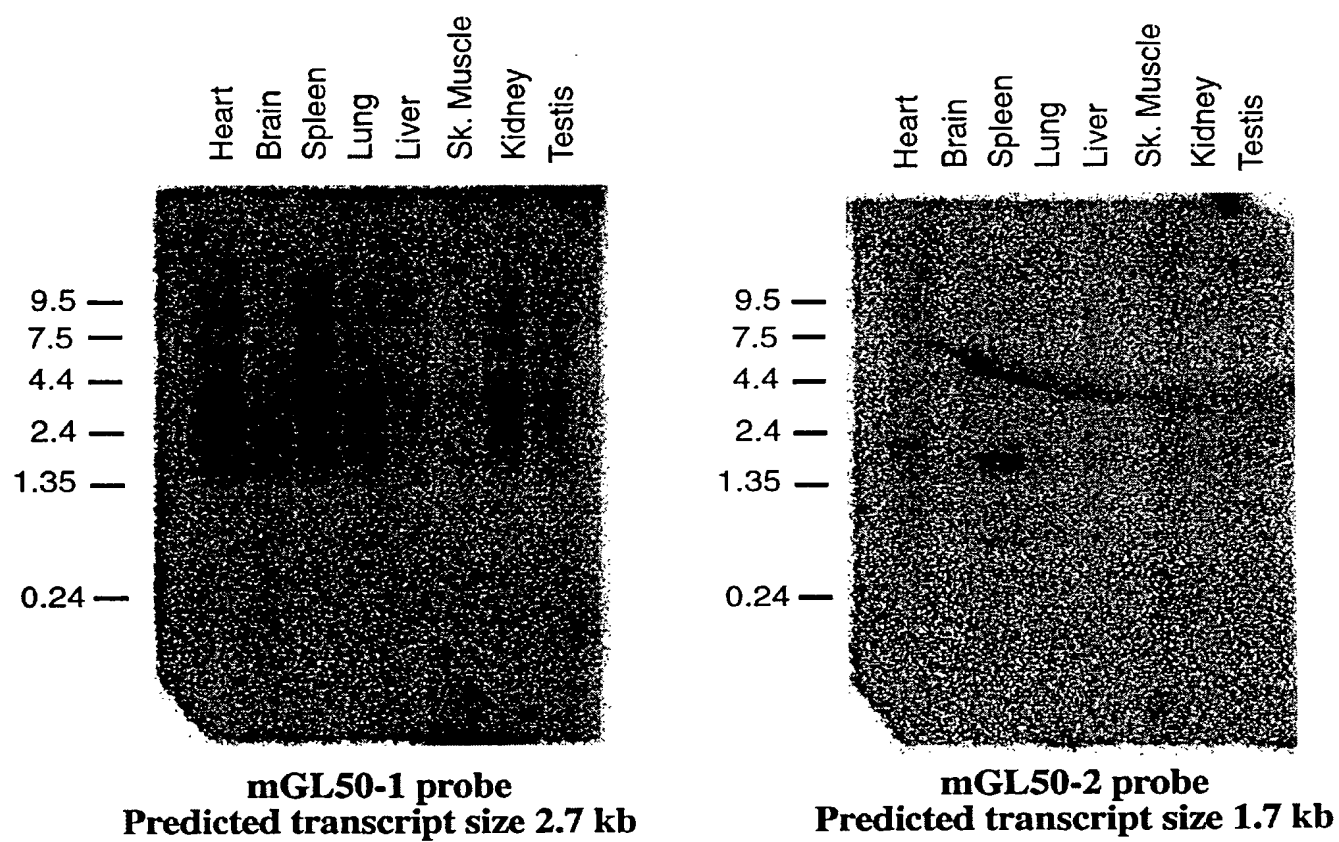 Heart
Brain
Spleen
Lung
Liver
Sk. Muscle
Kidney
Testis
9.5
7.5
4.4
2.4
1.35
0.24
mGL50-1 probe
Predicted transcript size 2.7 kb
Heart
Brain
Spleen
Lung
Liver
Sk. Muscle
Kidney
Testis
9.5
7.5
4.4
2.4
1.35
0.24
mGL50-2 probe
Predicted transcript size 1.7 kb